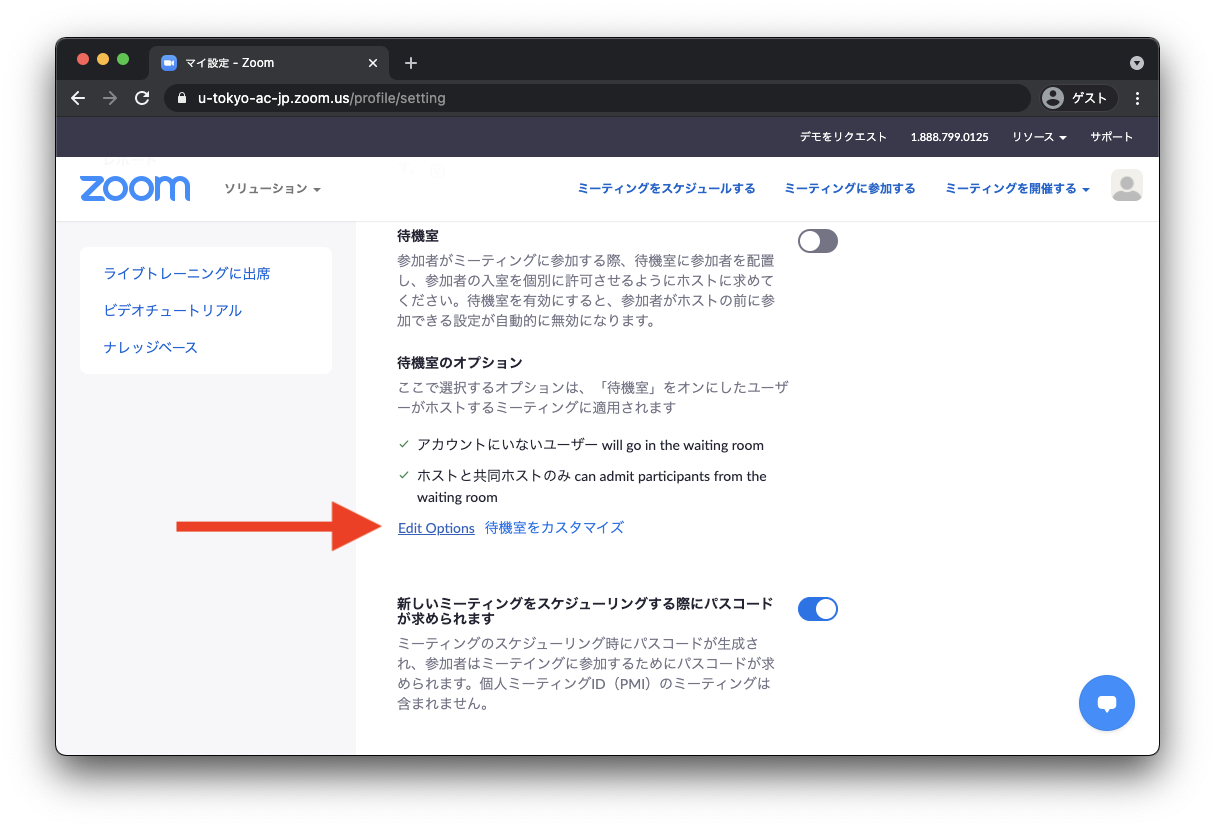 マイ設定 - Zoom
u-tokyo-ac-jp.zoom.us/profile/setting
ゲスト
デモをリクエスト 1.888.799.0125 リソース サポート
zoom ソリューション ミーティングをスケジュールする ミーティングに参加する ミーティングを開催する
ライブトレーニングに出席
ビデオチュートリアル
ナレッジベース
待機室
参加者がミーティングに参加する際、待機室に参加者を配置
し、参加者の入室を個別に許可させるようにホストに求めて
ください。待機室を有効にすると、参加者がホストの前に参
加できる設定が自動的に無効になります。
待機室のオプション
ここで選択するオプションは、「待機室」をオンにしたユーザ
ーがホストするミーティングに適用されます
アカウントにいないユーザー will go in the waiting room
ホストと共同ホストのみ can admit participants from the
waiting room
Edit Options 待機室をカスタマイズ
新しいミーティングをスケジューリングする際にパスコード
が求められます
ミーティングのスケジューリング時にパスコードが生成さ
れ、参加者はミーテイングに参加するためにパスコードが求
められます。個人ミーティングID（PMI）のミーティングは
含まれません。